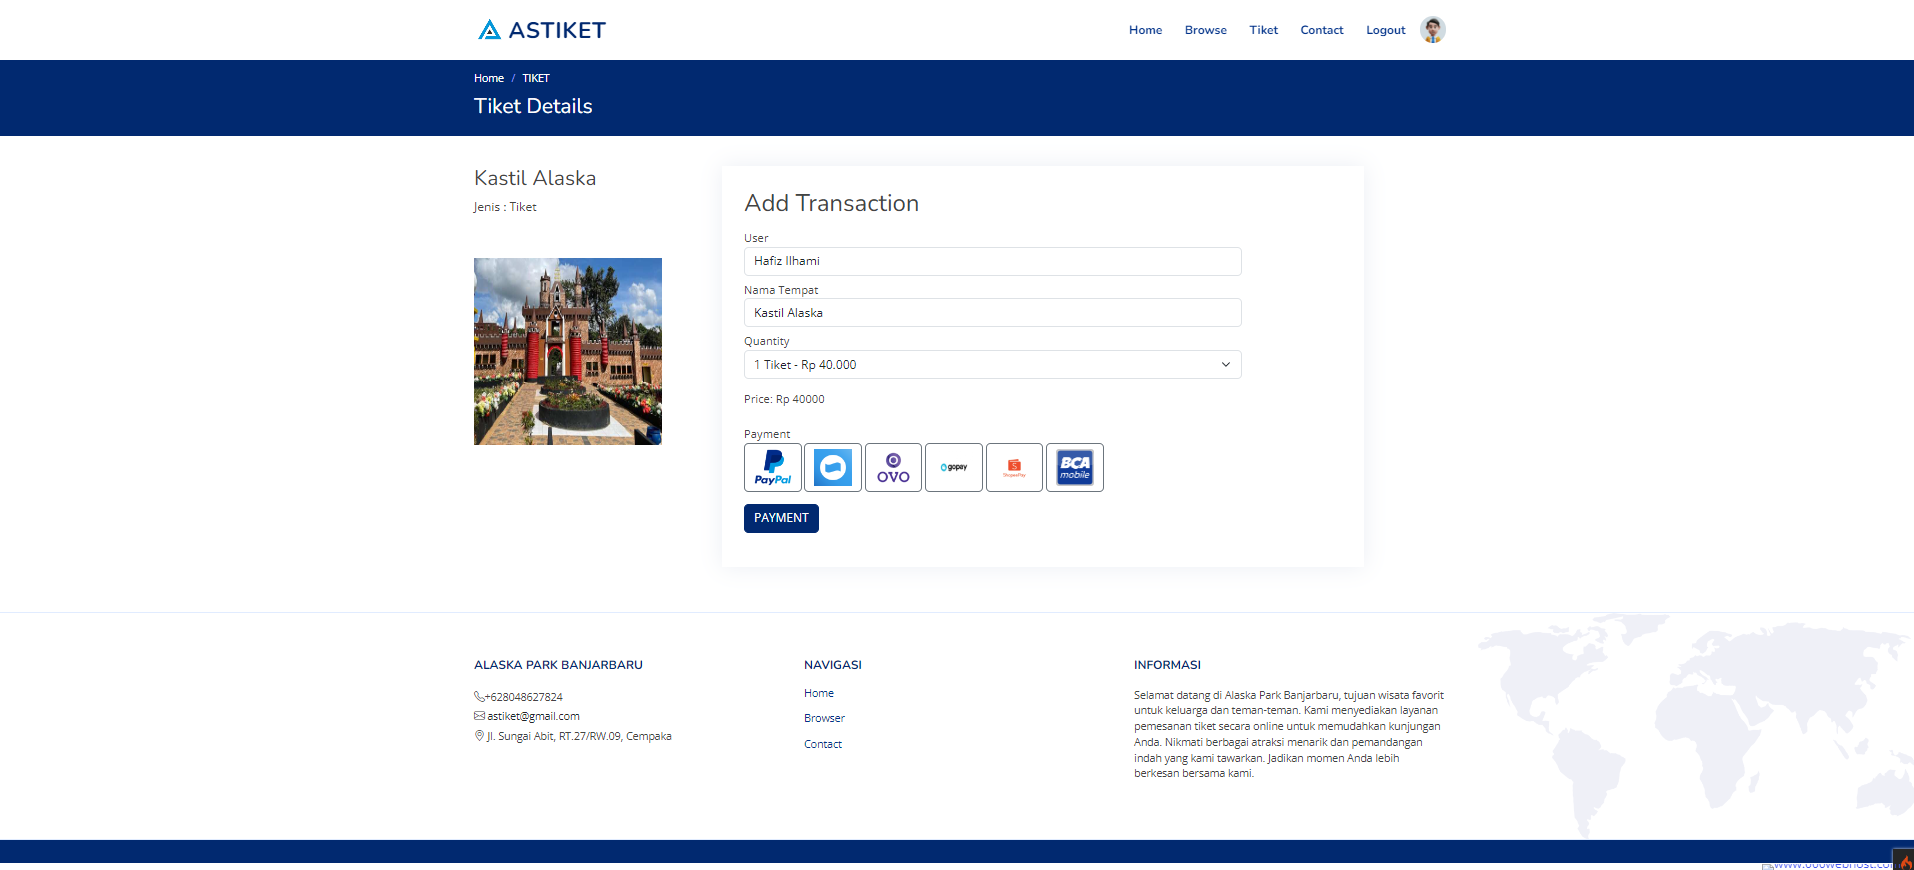 ASTIKET
Home Browse Tiket Contact Logout
Home / TIKET
Tiket Details
Kastil Alaska
Jenis : Tiket
Add Transaction
User
Hafiz Ilhami
Nama Tempat
Kastil Alaska
Quantity
1 Tiket - Rp 40.000
Price: Rp 40000
Payment
PayPal
OVO
gopay
ShopeePay
BCA
mobile
PAYMENT
ALASKA PARK BANJARBARU
+628048627824
astiket@gmail.com
Jl. Sungai Abit, RT.27/RW.09, Cempaka
NAVIGASI
Home
Browser
Contact
INFORMASI
Selamat datang di Alaska Park Banjarbaru, tujuan wisata favorit
untuk keluarga dan teman-teman. Kami menyediakan layanan
pemesanan tiket secara online untuk memudahkan kunjungan
Anda. Nikmati berbagai atraksi menarik dan pemandangan
indah yang kami tawarkan. Jadikan momen Anda lebih
berkesan bersama kami.